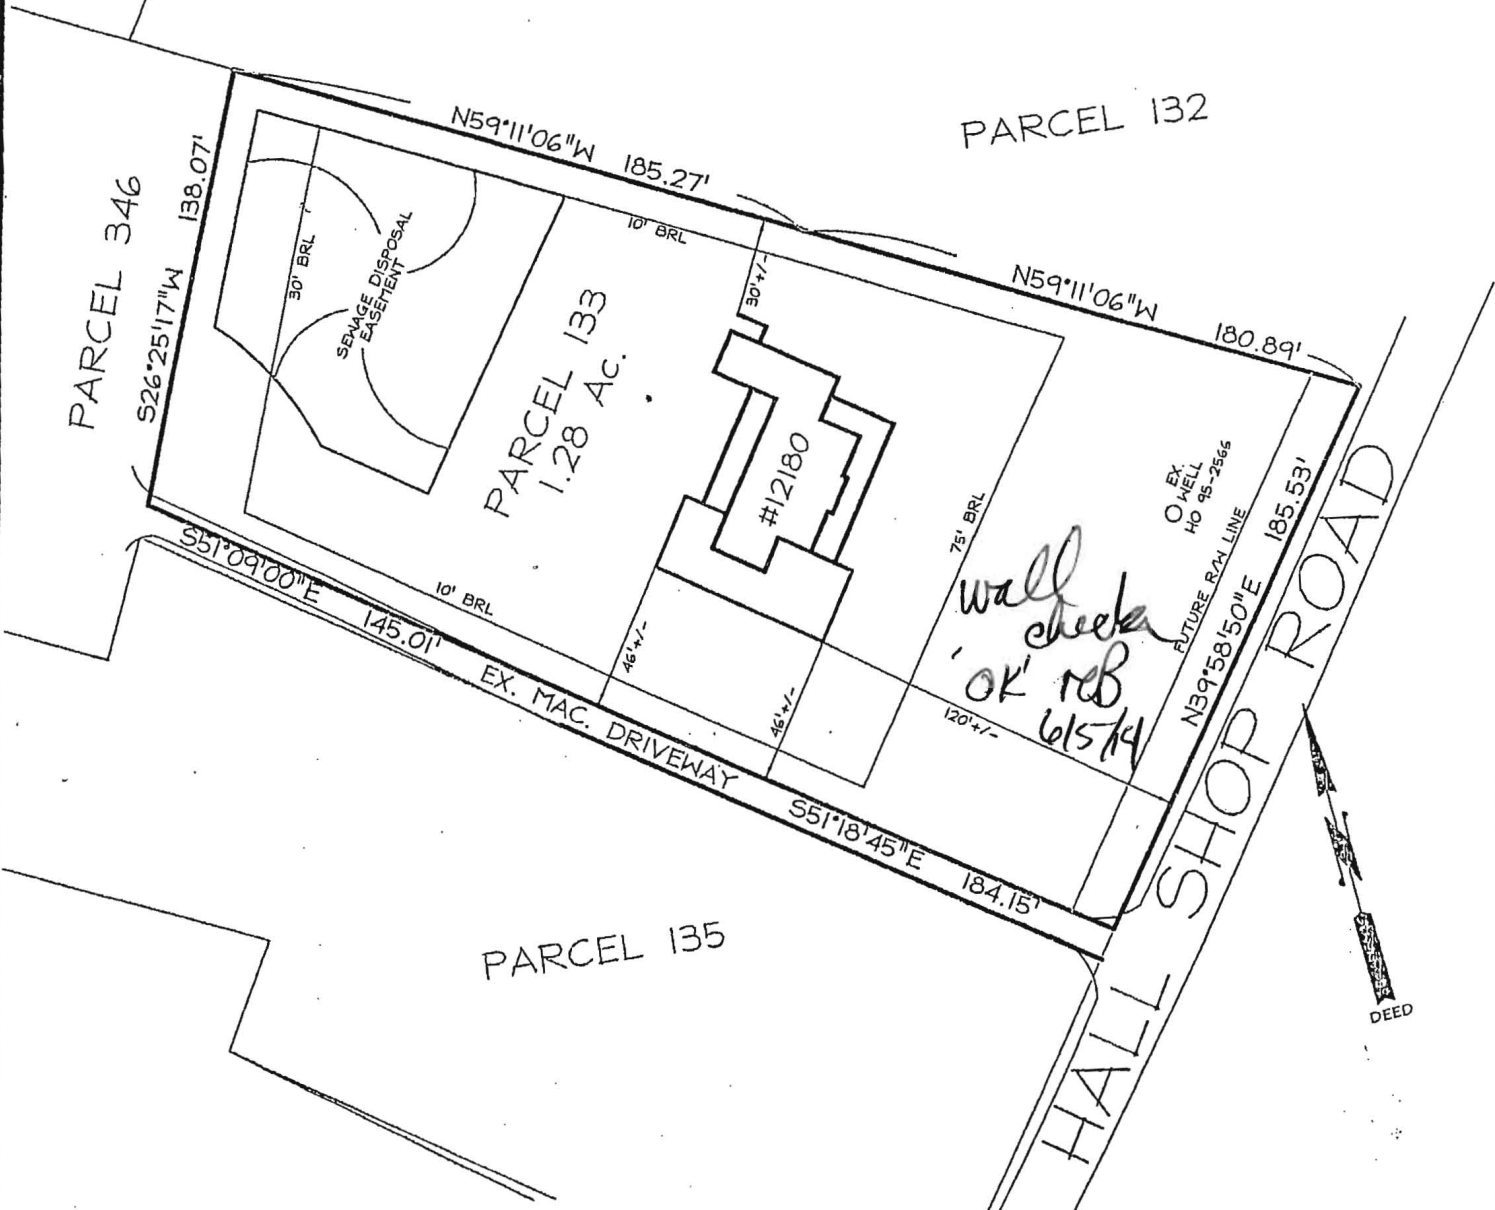 PARCEL 132
N59°11'06"W 185.27'
PARCEL 346
S26°25'17"W 138.07'
10' BRL
30' BRL
SEWAGE DISPOSAL
EASEMENT
30'+/-
N59°11'06"W 180.89'
PARCEL 133
1.28 Ac.
#12180
EX.
WELL
HO 95-2565
75' BRL
FUTURE R/W LINE
N39°58'50"E 185.53'
HALL SHOP ROAD
wall
check
'OK' reB
6/5/14
S51°09'00"E 145.01'
10' BRL
46'+/-
46'+/-
120'+/-
EX. MAC. DRIVEWAY
S51°18'45"E 184.15'
PARCEL 135
DEED